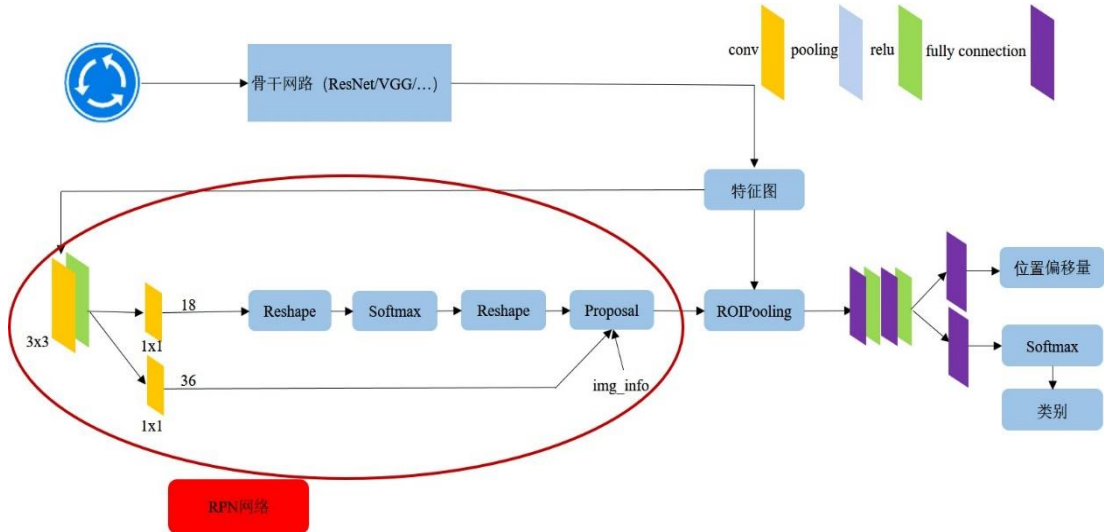 conv
pooling
relu
fully connection
骨干网路（ResNet/VGG/…）
特征图
3x3
1x1
18
Reshape
Softmax
Reshape
Proposal
ROIPooling
位置偏移量
Softmax
类别
1x1
36
img_info
RPN网络